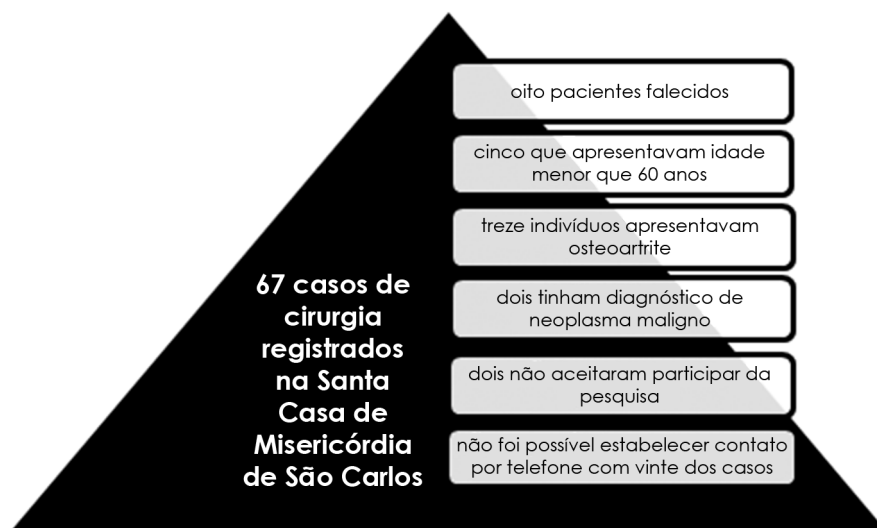 67 casos de
cirurgia
registrados
na Santa
Casa de
Misericórdia
de São Carlos
oito pacientes falecidos
cinco que apresentavam idade
menor que 60 anos
treze indivíduos apresentavam
osteoartrite
dois tinham diagnóstico de
neoplasma maligno
dois não aceitaram participar da
pesquisa
não foi possível estabelecer contato
por telefone com vinte dos casos